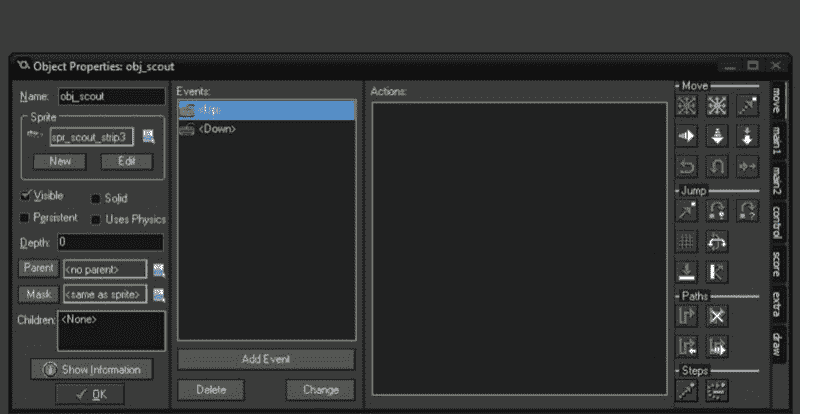 Object Properties: obj_scout
Name: obj_scout
Sprite
spr_scout_strip3
New Edit
Visible Solid
Persistent Uses Physics
Depth: 0
Parent <no parent>
Mask <same as sprite>
Children: <None>
Show Information
OK
Events:
<Down>
Add Event
Delete Change
Actions:
Move
Jump
Paths
Steps
move
main1
main2
control
score
extra
draw